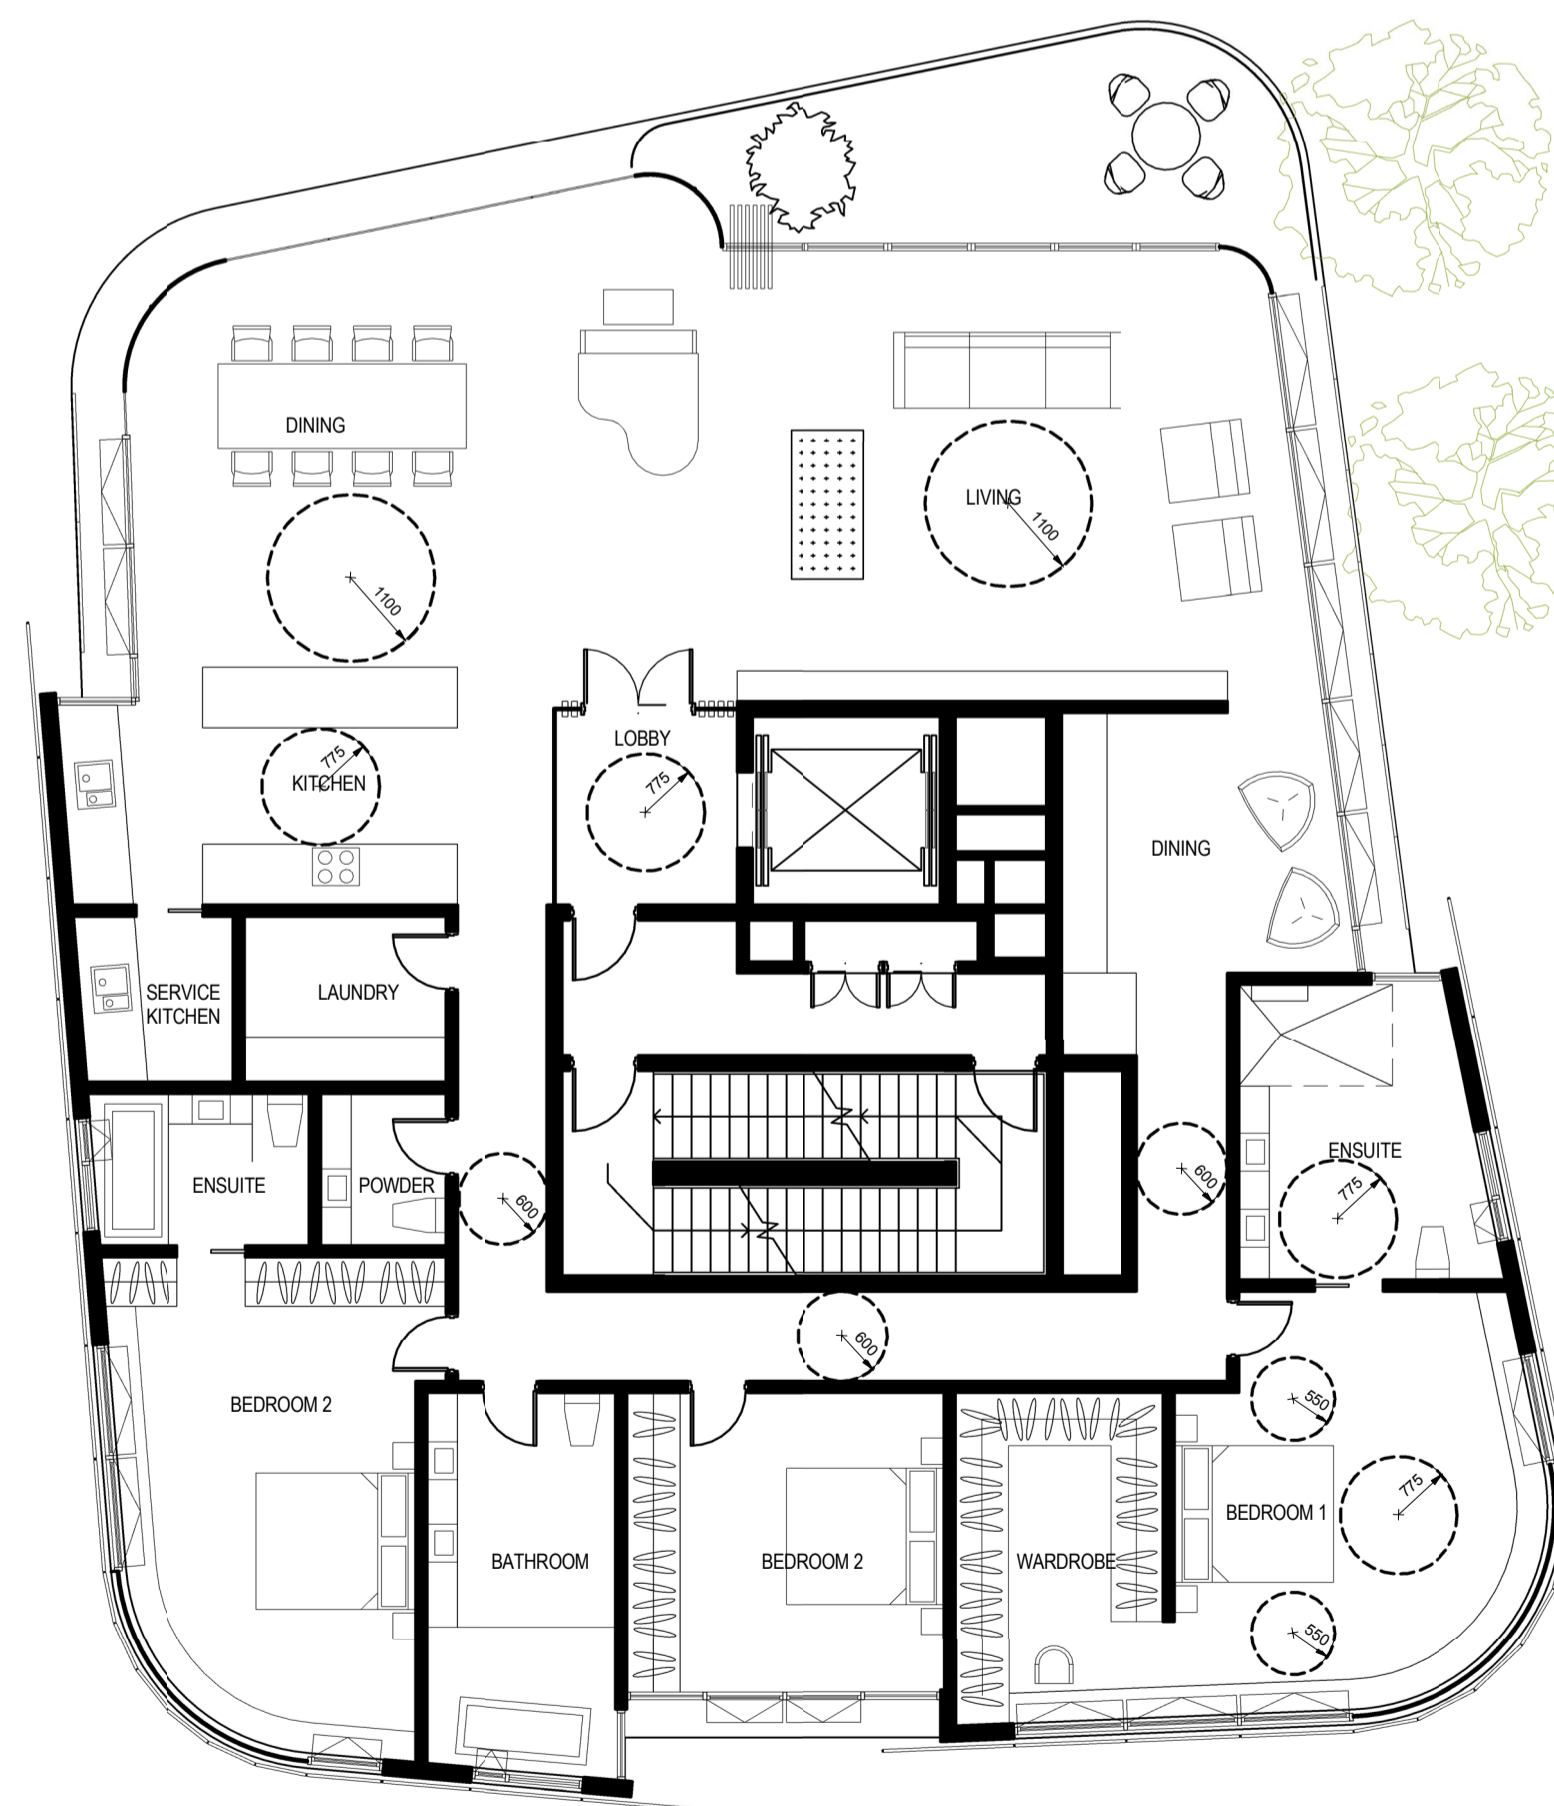 DINING
LIVING
1100
1100
LOBBY
775
KITCHEN
775
DINING
SERVICE
KITCHEN
LAUNDRY
ENSUITE
POWDER
600
600
ENSUITE
775
600
BEDROOM 2
550
775
BEDROOM 1
BATHROOM
BEDROOM 2
WARDROBE
550